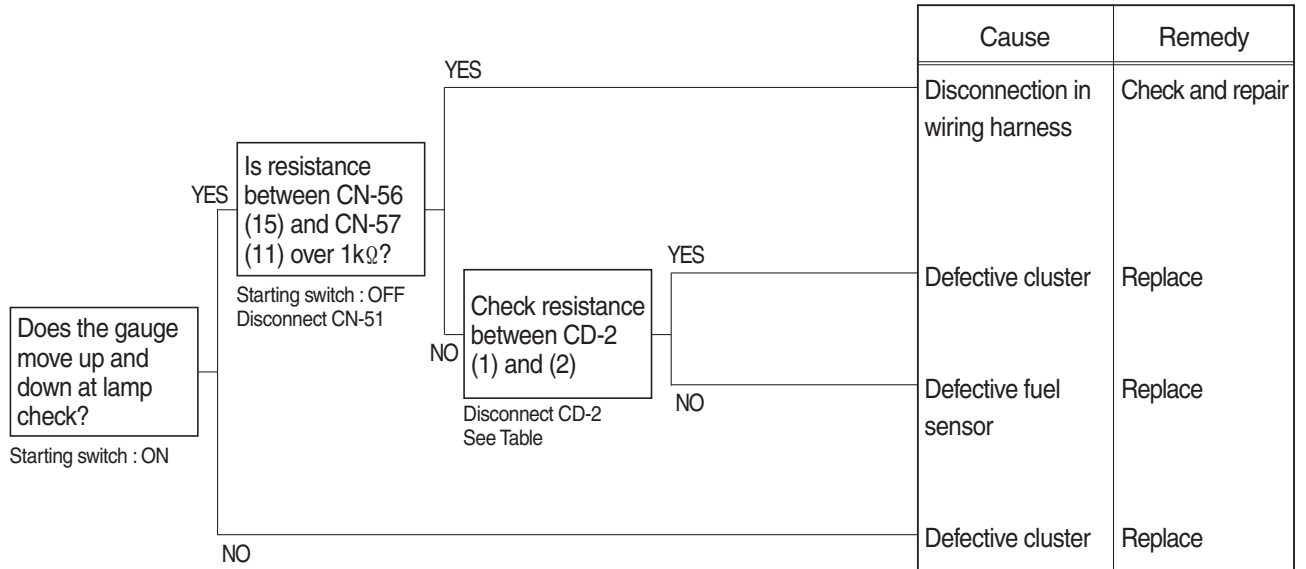 Cause
Remedy
YES
Disconnection in
wiring harness
Check and repair
YES
Is resistance
between CN-56
(15) and CN-57
(11) over 1kΩ?
Starting switch : OFF
Disconnect CN-51
YES
Defective cluster
Replace
Does the gauge
move up and
down at lamp
check?
Starting switch : ON
NO
Check resistance
between CD-2
(1) and (2)
Disconnect CD-2
See Table
NO
Defective fuel
sensor
Replace
NO
Defective cluster
Replace